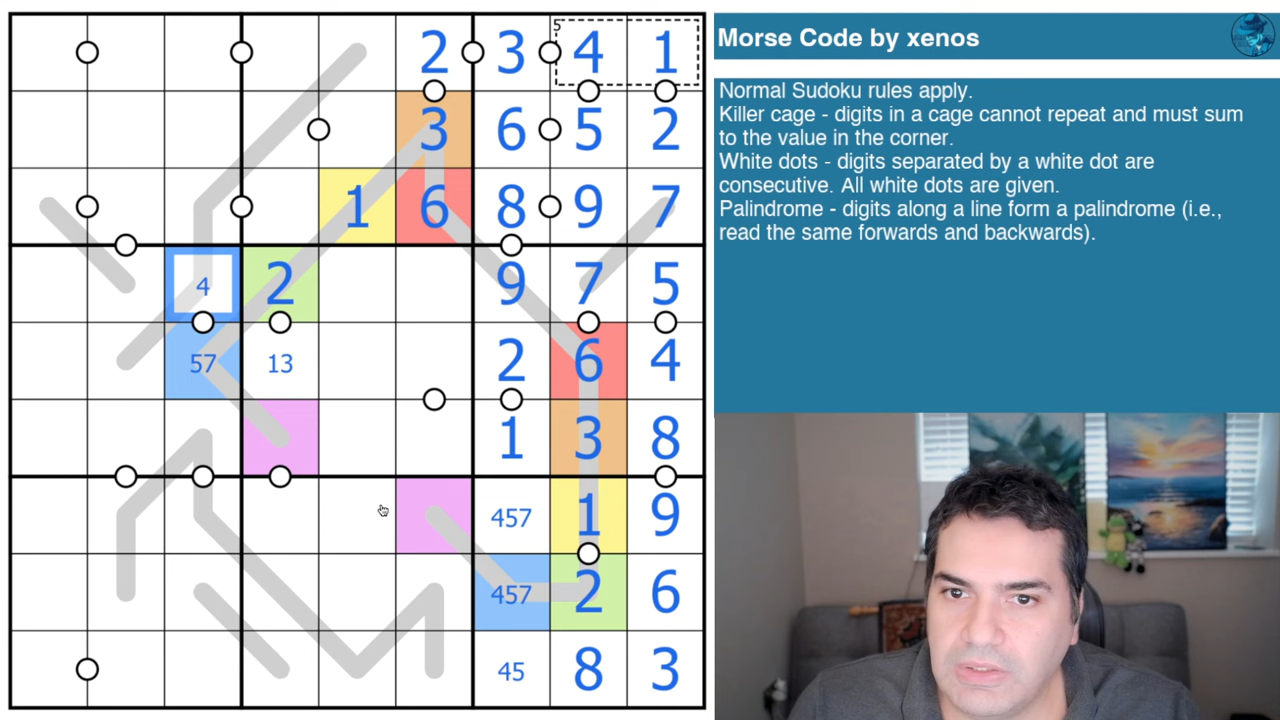 2 3 4 1
5
3 6 5 2
1 6 8 9 7
4 2 9 7 5
57 13 2 6 4
1 3 8
457 1 9
457 2 6
45 8 3
Morse Code by xenos
Normal Sudoku rules apply.
Killer cage - digits in a cage cannot repeat and must sum
to the value in the corner.
White dots - digits separated by a white dot are
consecutive. All white dots are given.
Palindrome - digits along a line form a palindrome (i.e.,
read the same forwards and backwards).